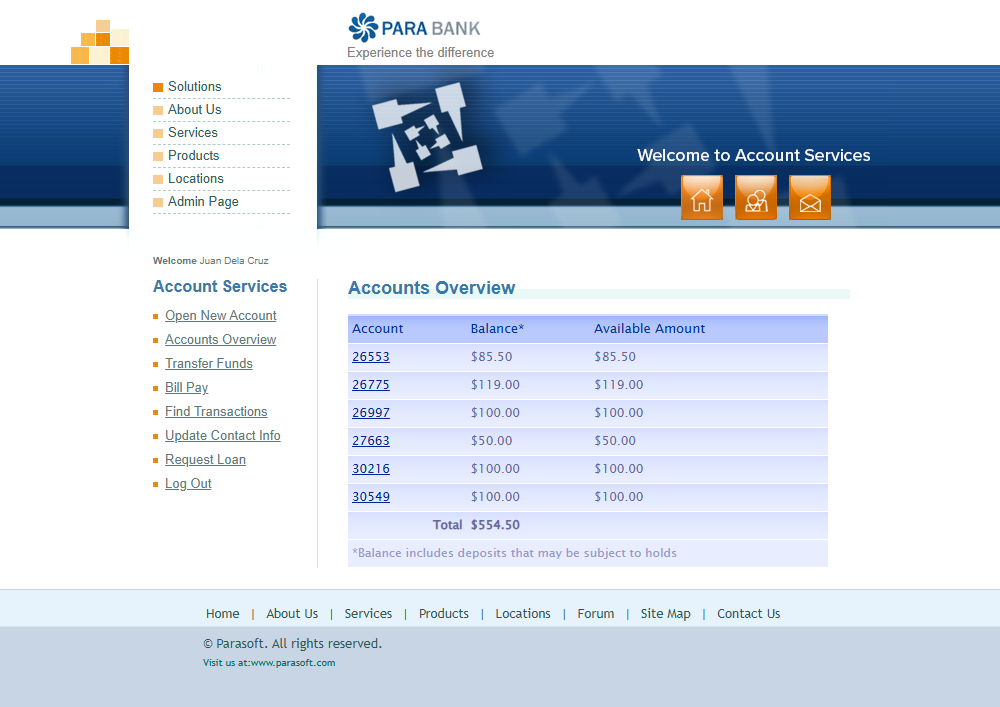 PARA BANK
Experience the difference
Solutions
About Us
Services
Products
Locations
Admin Page
Welcome to Account Services
Welcome Juan Dela Cruz
Account Services
Open New Account
Accounts Overview
Transfer Funds
Bill Pay
Find Transactions
Update Contact Info
Request Loan
Log Out
Accounts Overview
Account Balance* Available Amount
26553 $85.50 $85.50
26775 $119.00 $119.00
26997 $100.00 $100.00
27663 $50.00 $50.00
30216 $100.00 $100.00
30549 $100.00 $100.00
Total $554.50
*Balance includes deposits that may be subject to holds
Home | About Us | Services | Products | Locations | Forum | Site Map | Contact Us
© Parasoft. All rights reserved.
Visit us at:www.parasoft.com